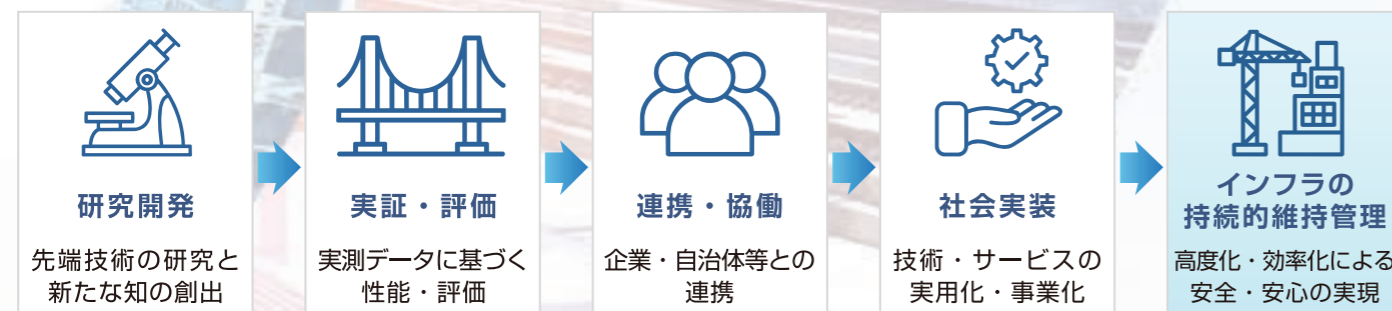 研究開発
先端技術の研究と
新たな知の創出
実証・評価
実測データに基づく
性能・評価
連携・協働
企業・自治体等との
連携
社会実装
技術・サービスの
実用化・事業化
インフラの
持続的維持管理
高度化・効率化による
安全・安心の実現